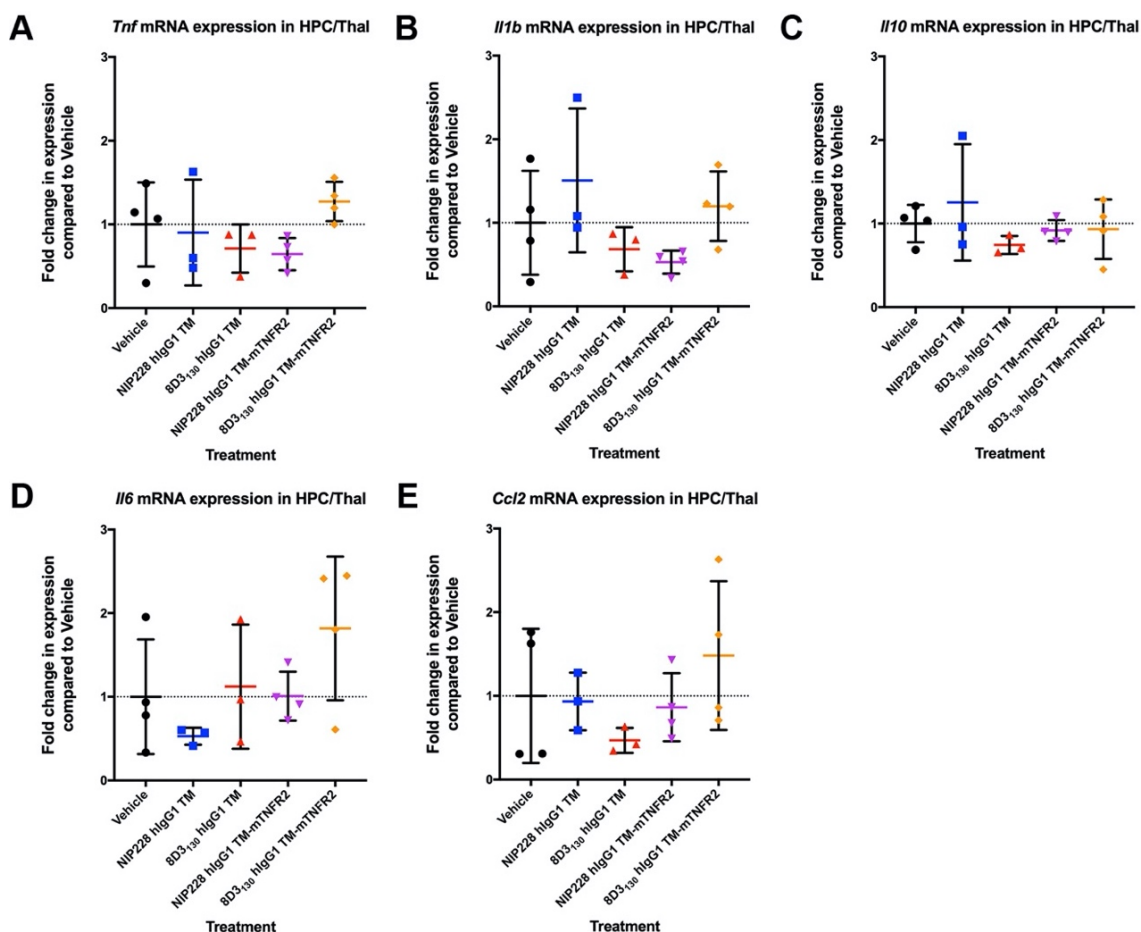 A
Tnf mRNA expression in HPC/Thal
Fold change in expression
compared to Vehicle
3
2
1
0
Vehicle
NIP228 hIgG1 TM
8D3₁₃₀ hIgG1 TM
NIP228 hIgG1 TM-mTNFR2
8D3₁₃₀ hIgG1 TM-mTNFR2
Treatment
B
Il1b mRNA expression in HPC/Thal
Fold change in expression
compared to Vehicle
3
2
1
0
Vehicle
NIP228 hIgG1 TM
8D3₁₃₀ hIgG1 TM
NIP228 hIgG1 TM-mTNFR2
8D3₁₃₀ hIgG1 TM-mTNFR2
Treatment
C
Il10 mRNA expression in HPC/Thal
Fold change in expression
compared to Vehicle
3
2
1
0
Vehicle
NIP228 hIgG1 TM
8D3₁₃₀ hIgG1 TM
NIP228 hIgG1 TM-mTNFR2
8D3₁₃₀ hIgG1 TM-mTNFR2
Treatment
D
Il6 mRNA expression in HPC/Thal
Fold change in expression
compared to Vehicle
3
2
1
0
Vehicle
NIP228 hIgG1 TM
8D3₁₃₀ hIgG1 TM
NIP228 hIgG1 TM-mTNFR2
8D3₁₃₀ hIgG1 TM-mTNFR2
Treatment
E
Ccl2 mRNA expression in HPC/Thal
Fold change in expression
compared to Vehicle
3
2
1
0
Vehicle
NIP228 hIgG1 TM
8D3₁₃₀ hIgG1 TM
NIP228 hIgG1 TM-mTNFR2
8D3₁₃₀ hIgG1 TM-mTNFR2
Treatment